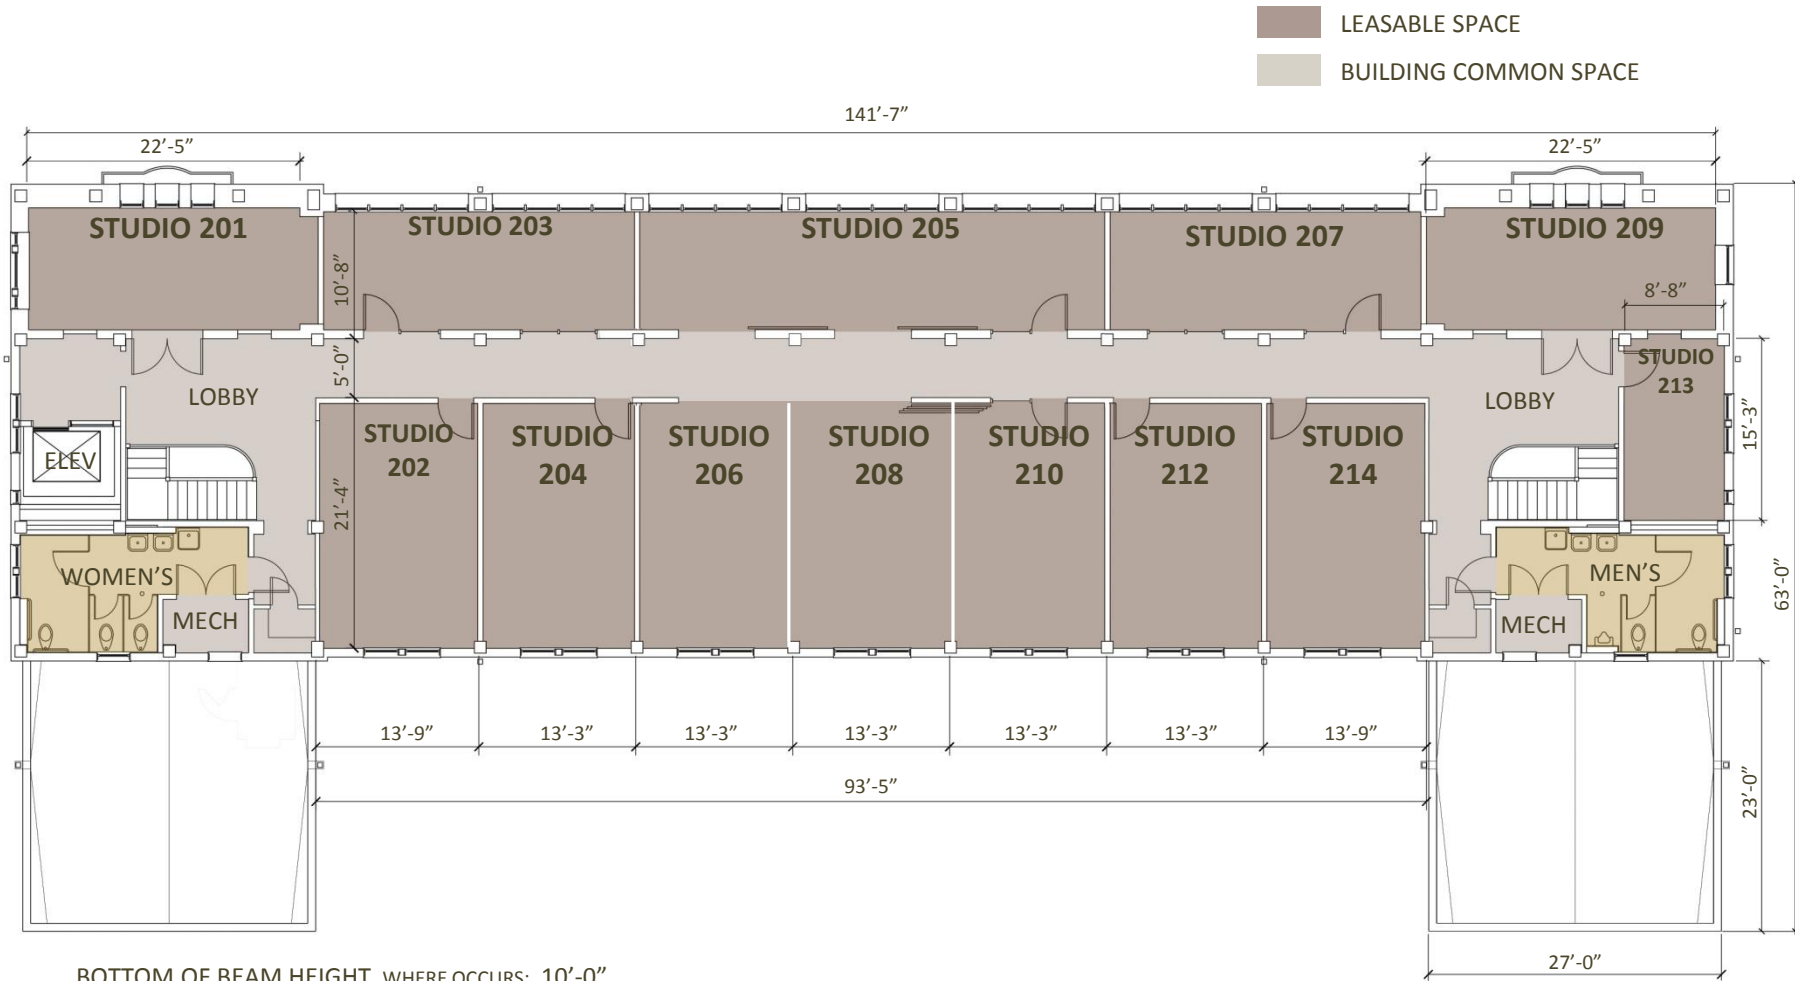 LEASABLE SPACE
BUILDING COMMON SPACE
141’-7”
22’-5”
22’-5”
STUDIO 201
STUDIO 203
STUDIO 205
STUDIO 207
STUDIO 209
10’-8”
8’-8”
5’-0”
LOBBY
LOBBY
STUDIO
213
15’-3”
ELEV
STUDIO
202
STUDIO
204
STUDIO
206
STUDIO
208
STUDIO
210
STUDIO
212
STUDIO
214
21’-4”
WOMEN’S
MECH
MEN’S
MECH
63’-0”
13’-9”
13’-3”
13’-3”
13’-3”
13’-3”
13’-3”
13’-9”
93’-5”
23’-0”
27’-0”
BOTTOM OF BEAM HEIGHT WHERE OCCURS: 10’-0”